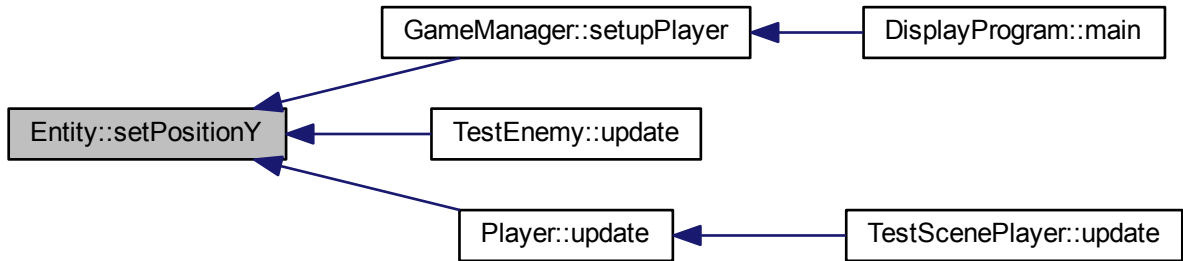 GameManager::setupPlayer
DisplayProgram::main
Entity::setPositionY
TestEnemy::update
Player::update
TestScenePlayer::update